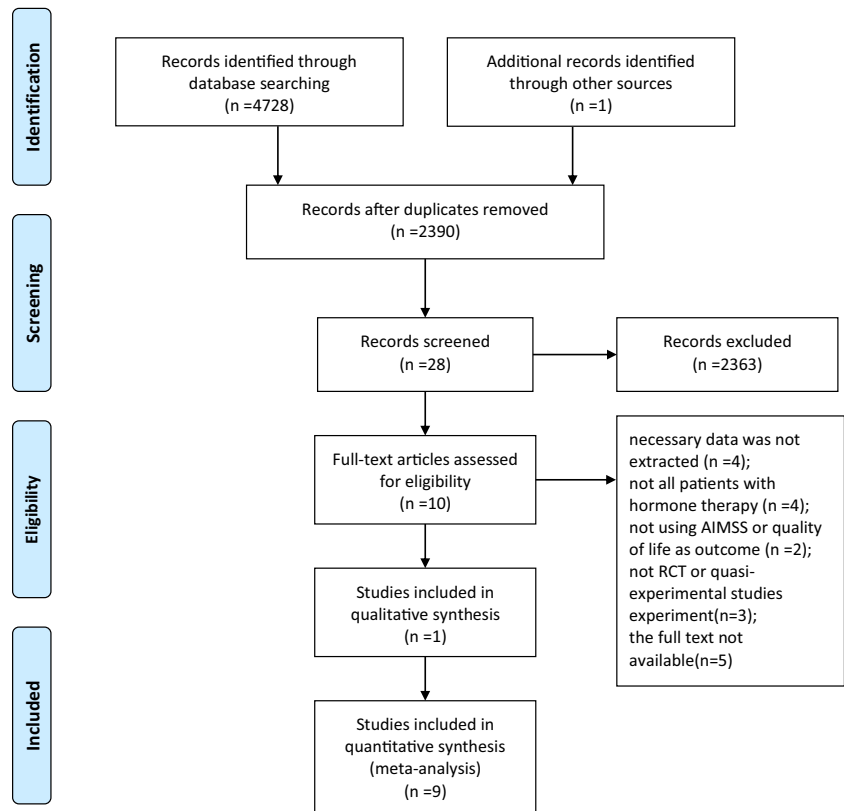 Identification
Records identified through
database searching
(n =4728)
Additional records identified
through other sources
(n =1)
Records after duplicates removed
(n =2390)
Screening
Records screened
(n =28)
Records excluded
(n =2363)
Eligibility
Full-text articles assessed
for eligibility
(n =10)
necessary data was not
extracted (n =4);
not all patients with
hormone therapy (n =4);
not using AIMSS or quality
of life as outcome (n =2);
not RCT or quasi-
experimental studies
experiment(n=3);
the full text not
available(n=5)
Studies included in
qualitative synthesis
(n =1)
Included
Studies included in
quantitative synthesis
(meta-analysis)
(n =9)